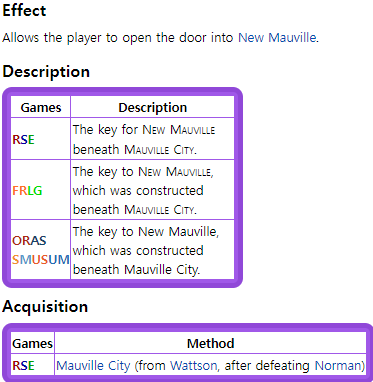 Effect
Allows the player to open the door into New Mauville.
Description
Games Description
RSE The key for NEW MAUVILLE
beneath MAUVILLE CITY.
FRLG The key to NEW MAUVILLE,
which was constructed
beneath MAUVILLE CITY.
ORAS The key to New Mauville,
which was constructed
SMUSUM beneath Mauville City.
Acquisition
Games Method
RSE Mauville City (from Wattson, after defeating Norman)